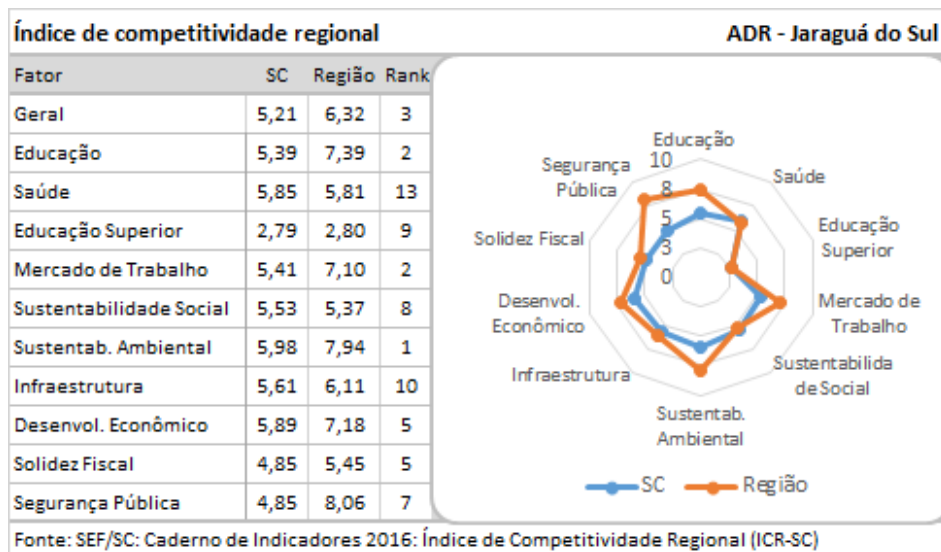 Índice de competitividade regional ADR - Jaraguá do Sul
Fator SC Região Rank
Geral 5,21 6,32 3
Educação 5,39 7,39 2
Saúde 5,85 5,81 13
Educação Superior 2,79 2,80 9
Mercado de Trabalho 5,41 7,10 2
Sustentabilidade Social 5,53 5,37 8
Sustentab. Ambiental 5,98 7,94 1
Infraestrutura 5,61 6,11 10
Desenvol. Econômico 5,89 7,18 5
Solidez Fiscal 4,85 5,45 5
Segurança Pública 4,85 8,06 7
Educação
Saúde
Educação
Superior
Mercado de
Trabalho
Sustentabilida
de Social
Sustentab.
Ambiental
Infraestrutura
Desenvol.
Econômico
Solidez Fiscal
Segurança
Pública
10
8
5
3
0
SC Região
Fonte: SEF/SC: Caderno de Indicadores 2016: Índice de Competitividade Regional (ICR-SC)